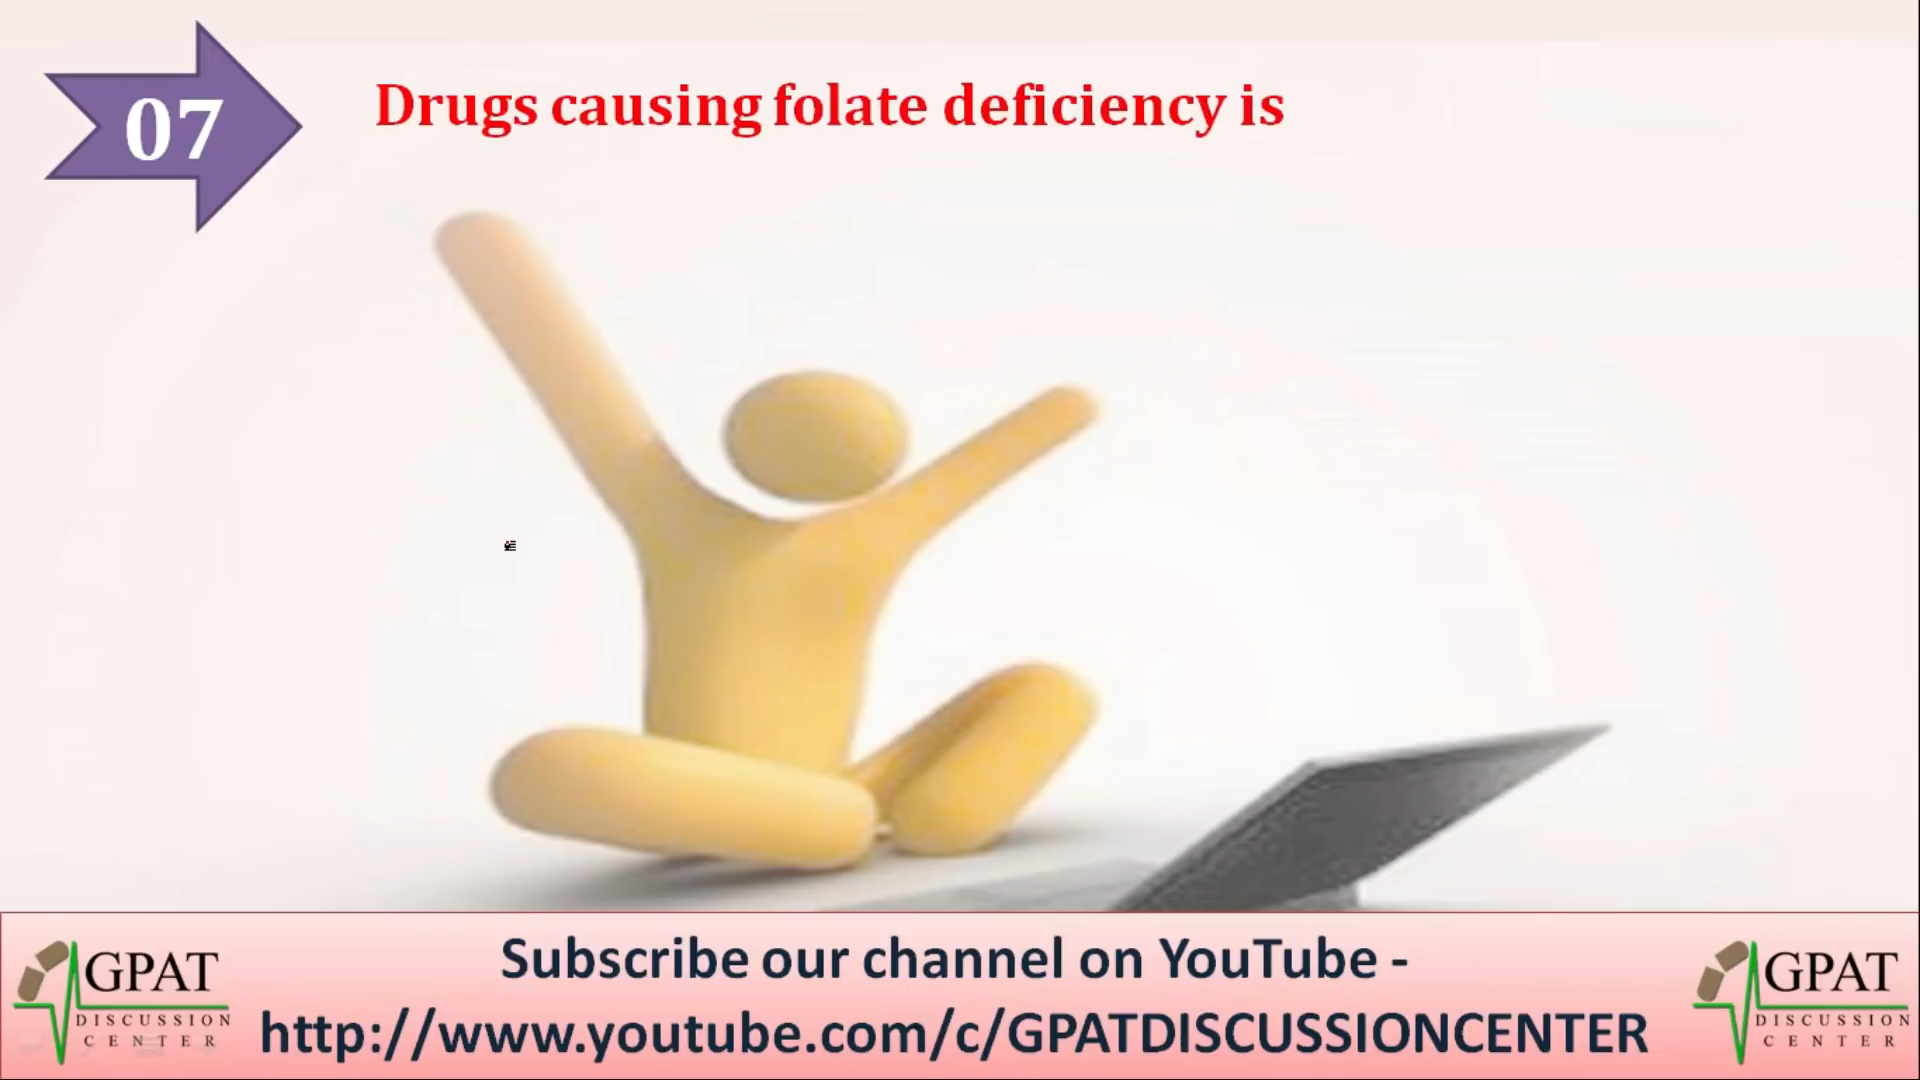 07
Drugs causing folate deficiency is
Subscribe our channel on YouTube -
http://www.youtube.com/c/GPATDISCUSSIONCENTER
GPAT
DISCUSSION
CENTER
GPAT
DISCUSSION
CENTER